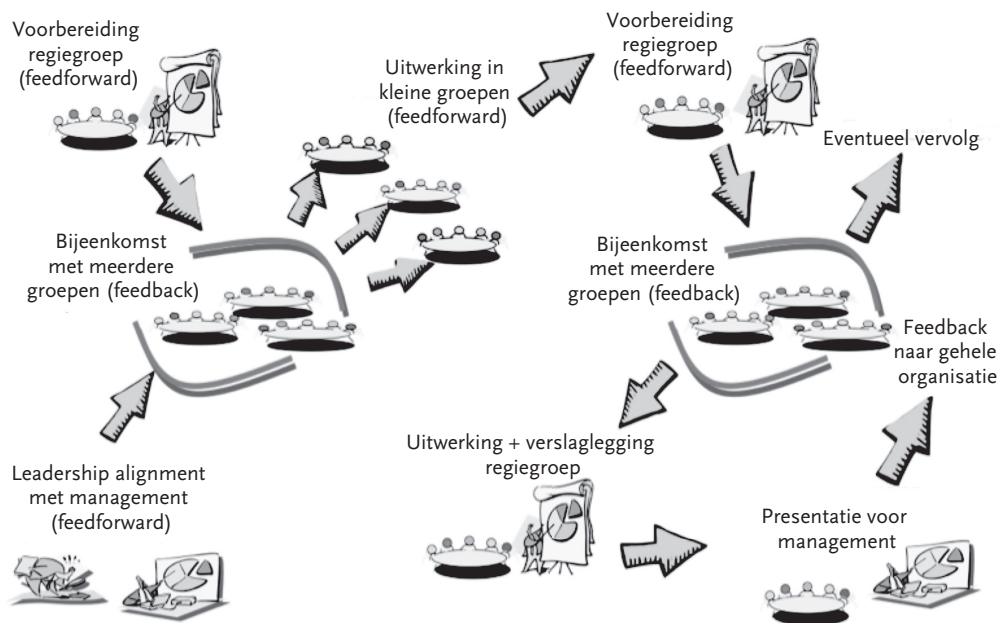 Voorbereiding
regiegroep
(feedforward)
Uitwerking in
kleine groepen
(feedforward)
Voorbereiding
regiegroep
(feedforward)
Eventueel vervolg
Bijeenkomst
met meerdere
groepen (feedback)
Bijeenkomst
met meerdere
groepen (feedback)
Feedback
naar gehele
organisatie
Leadership alignment
met management
(feedforward)
Uitwerking + verslaglegging
regiegroep
Presentatie voor
management